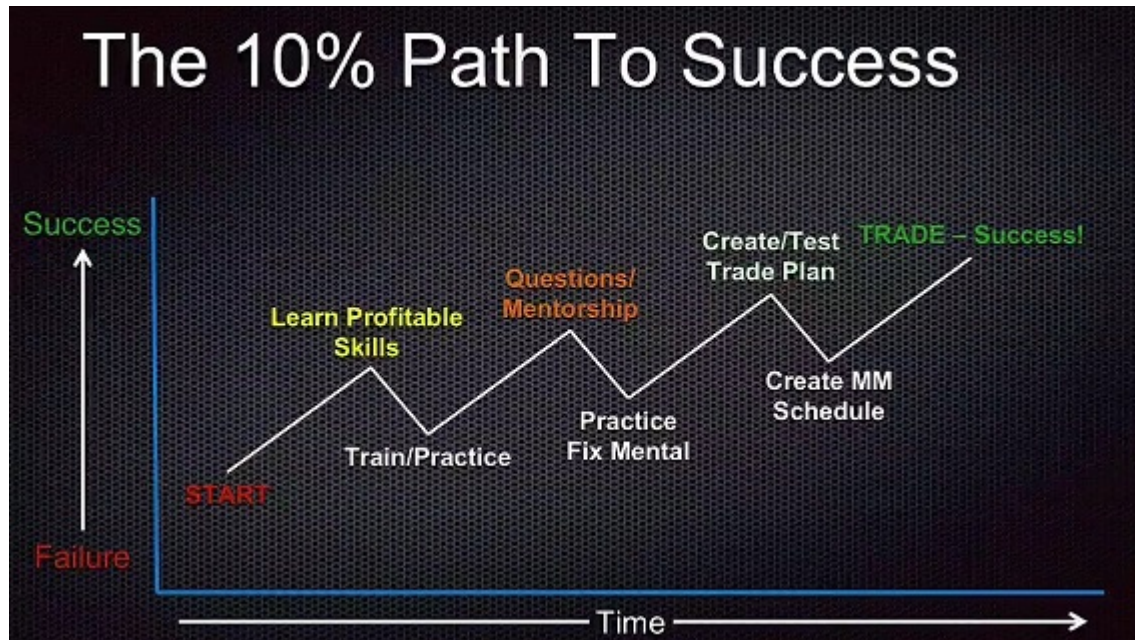 The 10% Path To Success
Success
Failure
START
Learn Profitable
Skills
Train/Practice
Questions/
Mentorship
Practice
Fix Mental
Create/Test
Trade Plan
Create MM
Schedule
TRADE – Success!
Time